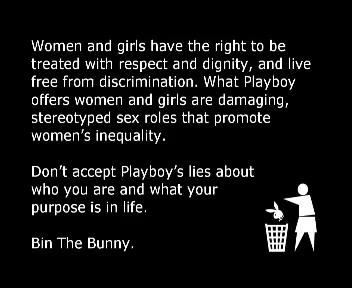 Women and girls have the right to be
treated with respect and dignity, and live
free from discrimination. What Playboy
offers women and girls are damaging,
stereotyped sex roles that promote
women's inequality.
Don't accept Playboy's lies about
who you are and what your
purpose is in life.
Bin The Bunny.